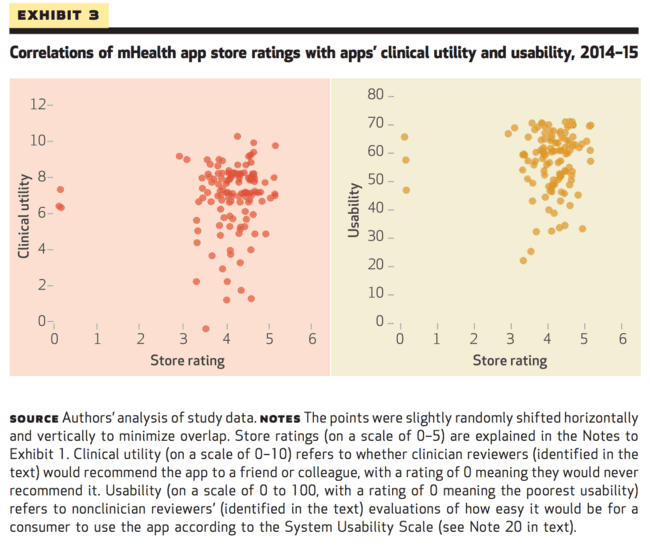 EXHIBIT 3
Correlations of mHealth app store ratings with apps' clinical utility and usability, 2014–15
12
10
8
6
4
2
0
Clinical utility
0 1 2 3 4 5 6
Store rating
80
70
60
50
40
30
20
10
0
Usability
0 1 2 3 4 5 6
Store rating
SOURCE Authors' analysis of study data. NOTES The points were slightly randomly shifted horizontally
and vertically to minimize overlap. Store ratings (on a scale of 0–5) are explained in the Notes to
Exhibit 1. Clinical utility (on a scale of 0–10) refers to whether clinician reviewers (identified in the
text) would recommend the app to a friend or colleague, with a rating of 0 meaning they would never
recommend it. Usability (on a scale of 0 to 100, with a rating of 0 meaning the poorest usability)
refers to nonclinician reviewers' (identified in the text) evaluations of how easy it would be for a
consumer to use the app according to the System Usability Scale (see Note 20 in text).